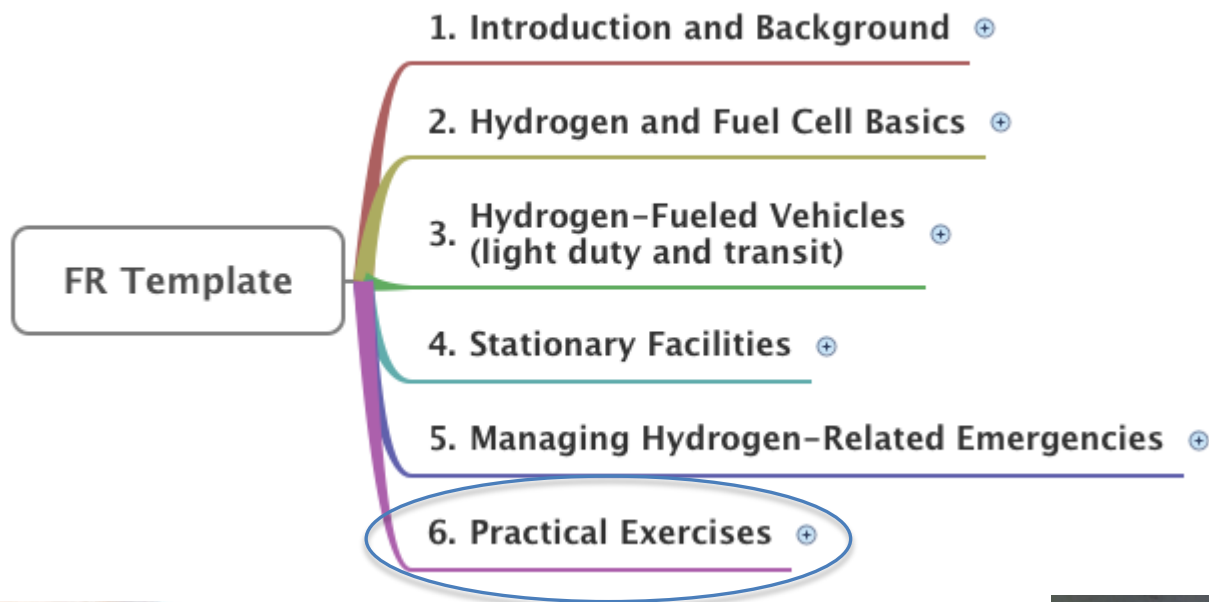 1. Introduction and Background
2. Hydrogen and Fuel Cell Basics
3. Hydrogen-Fueled Vehicles
(light duty and transit)
FR Template
4. Stationary Facilities
5. Managing Hydrogen-Related Emergencies
6. Practical Exercises